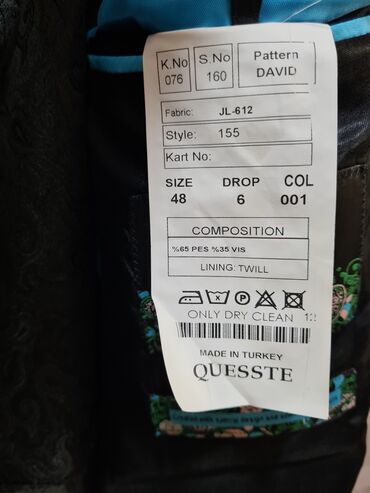 K.No
076
S.No
160
Pattern
DAVID
Fabric: JL-612
Style: 155
Kart No:
SIZE DROP COL
48 6 001
COMPOSITION
%65 PES %35 VIS
LINING: TWILL
ONLY DRY CLEAN
MADE IN TURKEY
QUESSTE